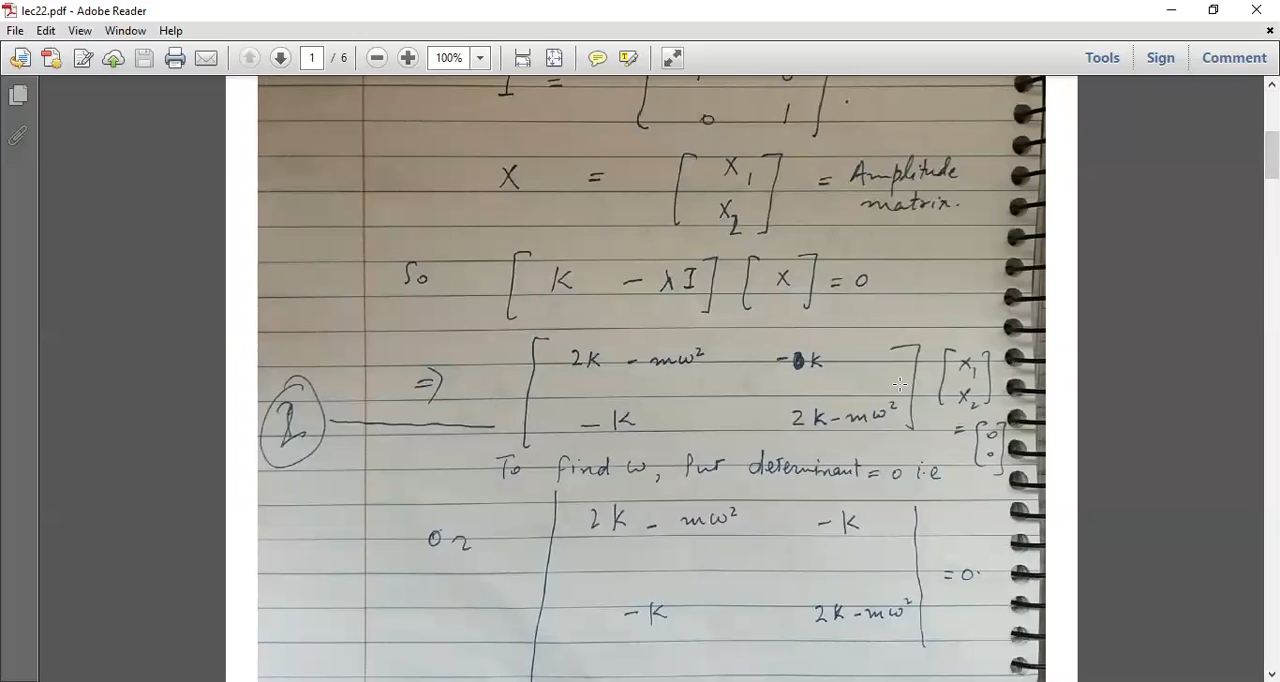 lec22.pdf - Adobe Reader
File Edit View Window Help
1 / 6 100% Tools Sign Comment
I =
0 1 .
X = [ x1 x2 ] = Amplitude matrix.
So [ K - λI ] [ X ] = 0
1 ⇒ [ 2K - mω² -k ] [ x1
-K 2K - mω² ] x2 ] = [ 0 0 ]
To find ω, Put determinant = 0 i.e
or | 2K - mω² -K |
= 0.
-K 2K - mω²